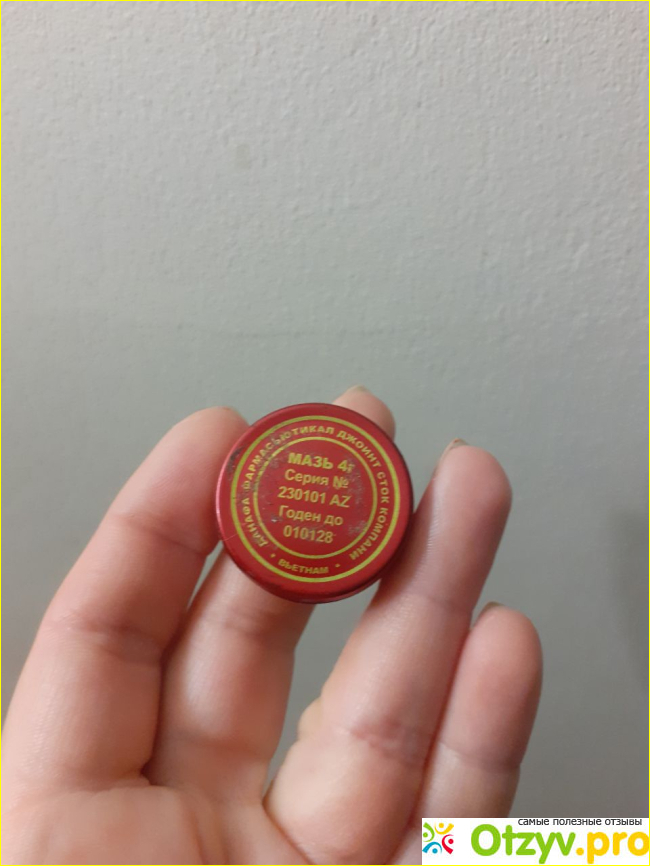 ДАНАФА ФАРМАСЬЮТИКАЛ ДЖОИНТ СТОК КОМПАНИ
МАЗЬ 4г
Серия №
230101 AZ
Годен до
010128
• ВЬЕТНАМ •
самые полезные отзывы
Otzyv.pro